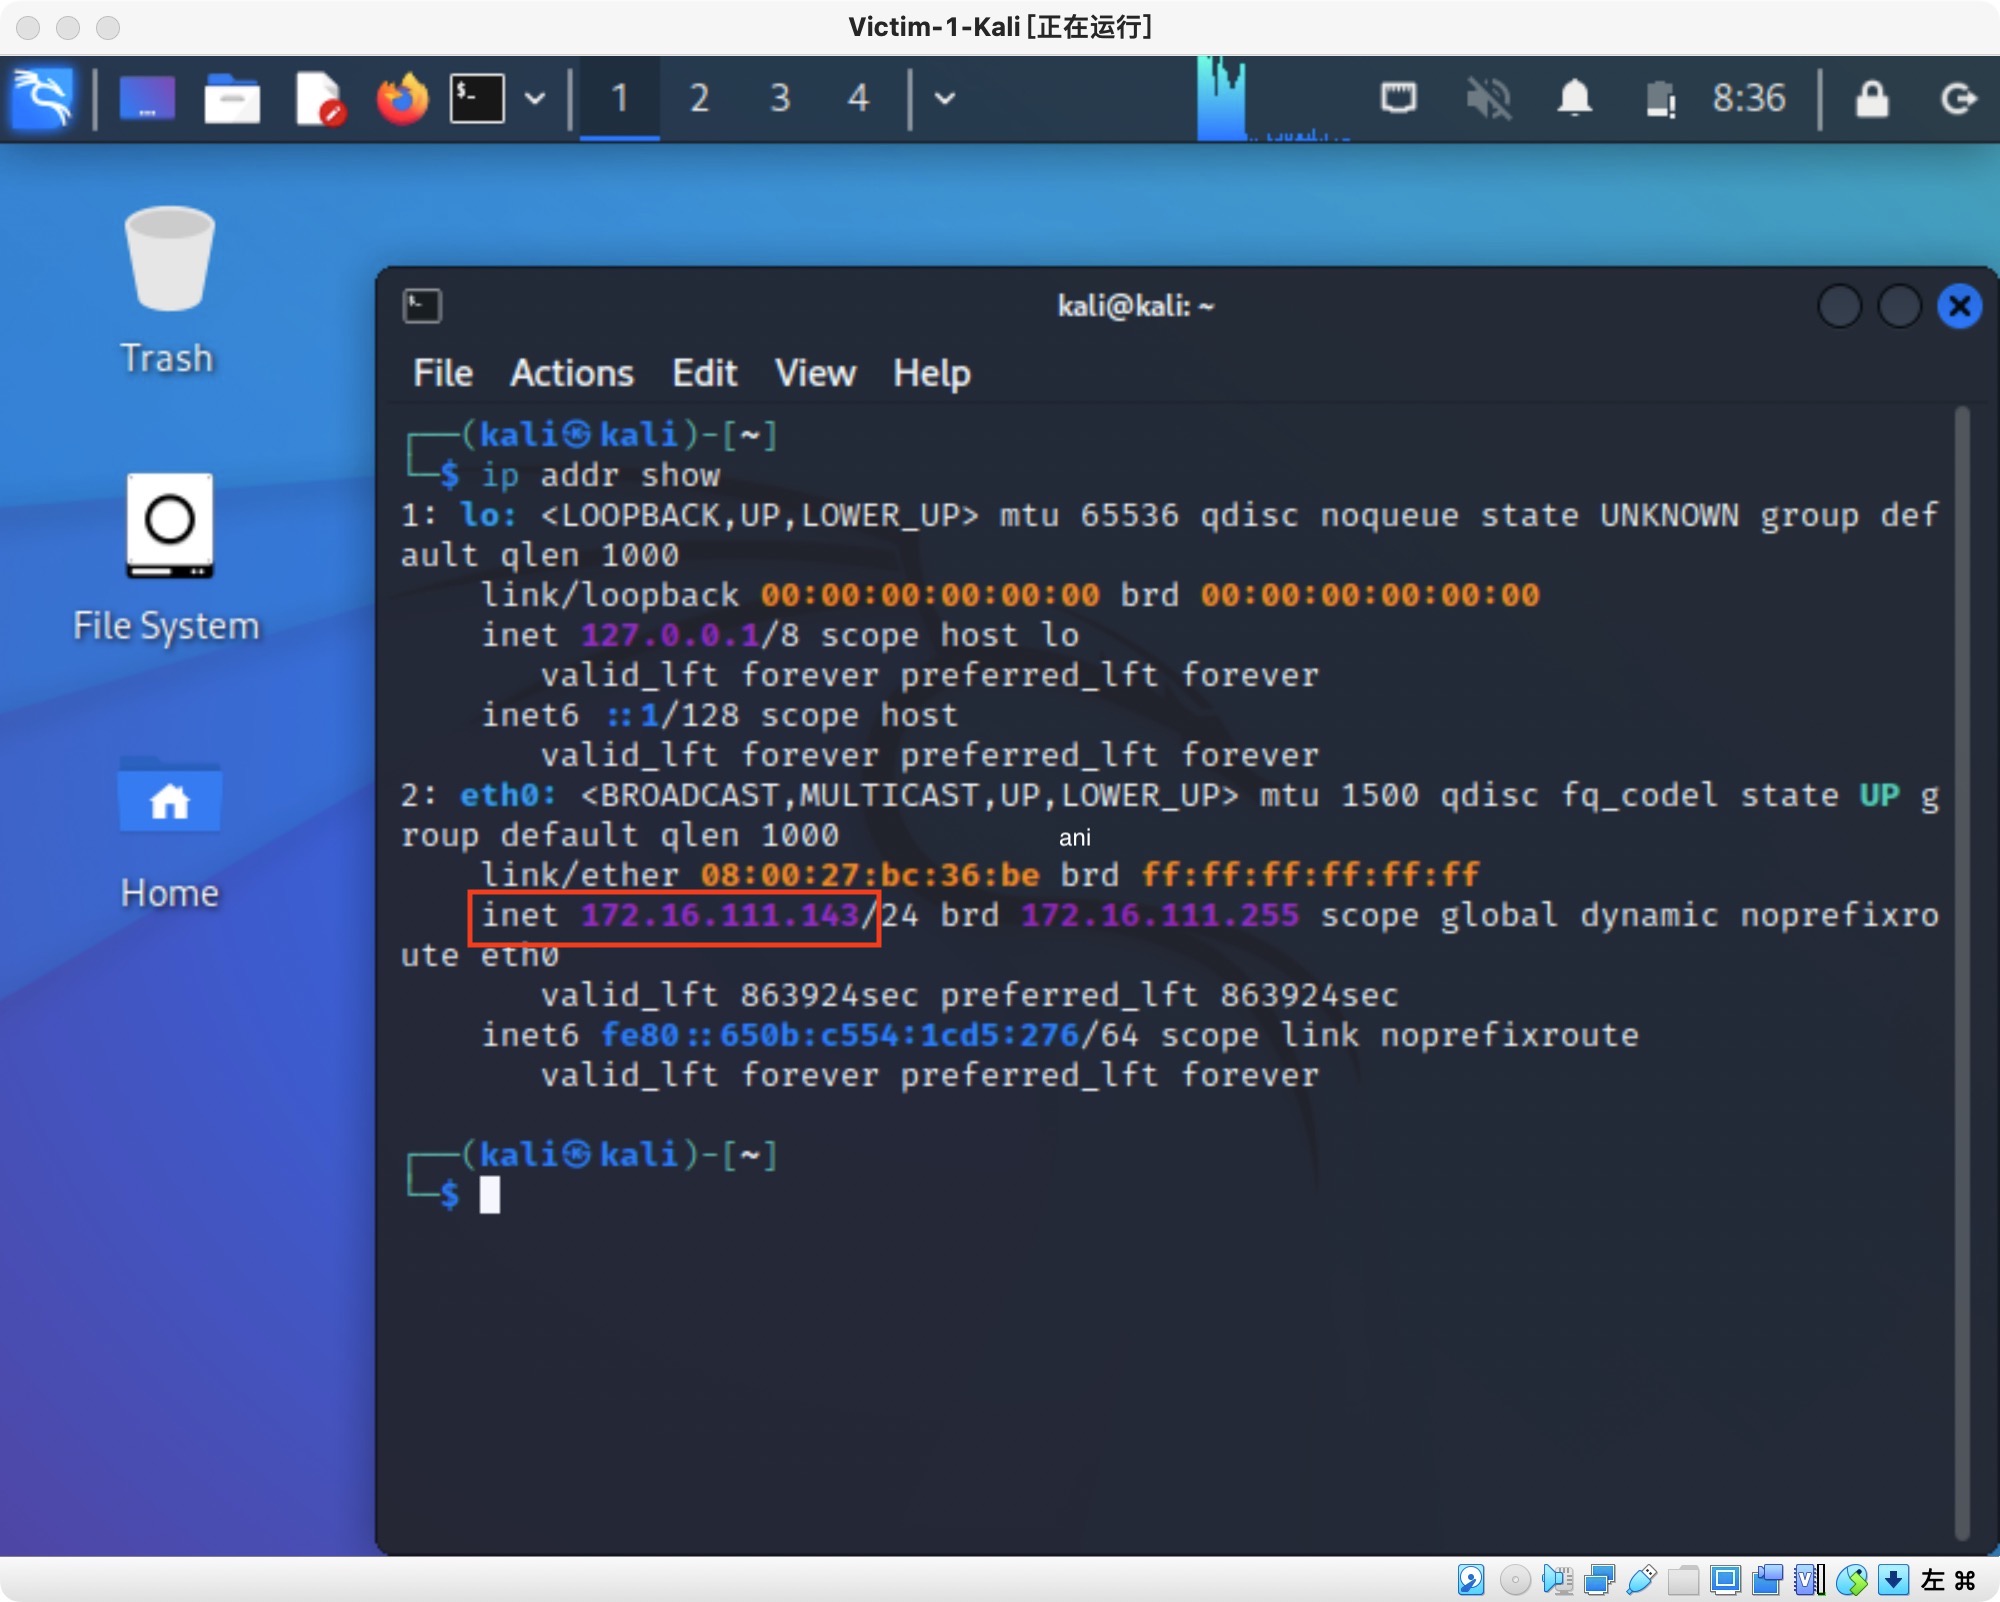 Victim-1-Kali [正在运行]
1 2 3 4 8:36
Trash
File System
Home
kali@kali: ~
File Actions Edit View Help
┌──(kali㉿kali)-[~]
└─$ ip addr show
1: lo: <LOOPBACK,UP,LOWER_UP> mtu 65536 qdisc noqueue state UNKNOWN group def
ault qlen 1000
link/loopback 00:00:00:00:00:00 brd 00:00:00:00:00:00
inet 127.0.0.1/8 scope host lo
valid_lft forever preferred_lft forever
inet6 ::1/128 scope host
valid_lft forever preferred_lft forever
2: eth0: <BROADCAST,MULTICAST,UP,LOWER_UP> mtu 1500 qdisc fq_codel state UP g
roup default qlen 1000
ani
link/ether 08:00:27:bc:36:be brd ff:ff:ff:ff:ff:ff
inet 172.16.111.143/24 brd 172.16.111.255 scope global dynamic noprefixro
ute eth0
valid_lft 863924sec preferred_lft 863924sec
inet6 fe80::650b:c554:1cd5:276/64 scope link noprefixroute
valid_lft forever preferred_lft forever
┌──(kali㉿kali)-[~]
└─$
左 ⌘